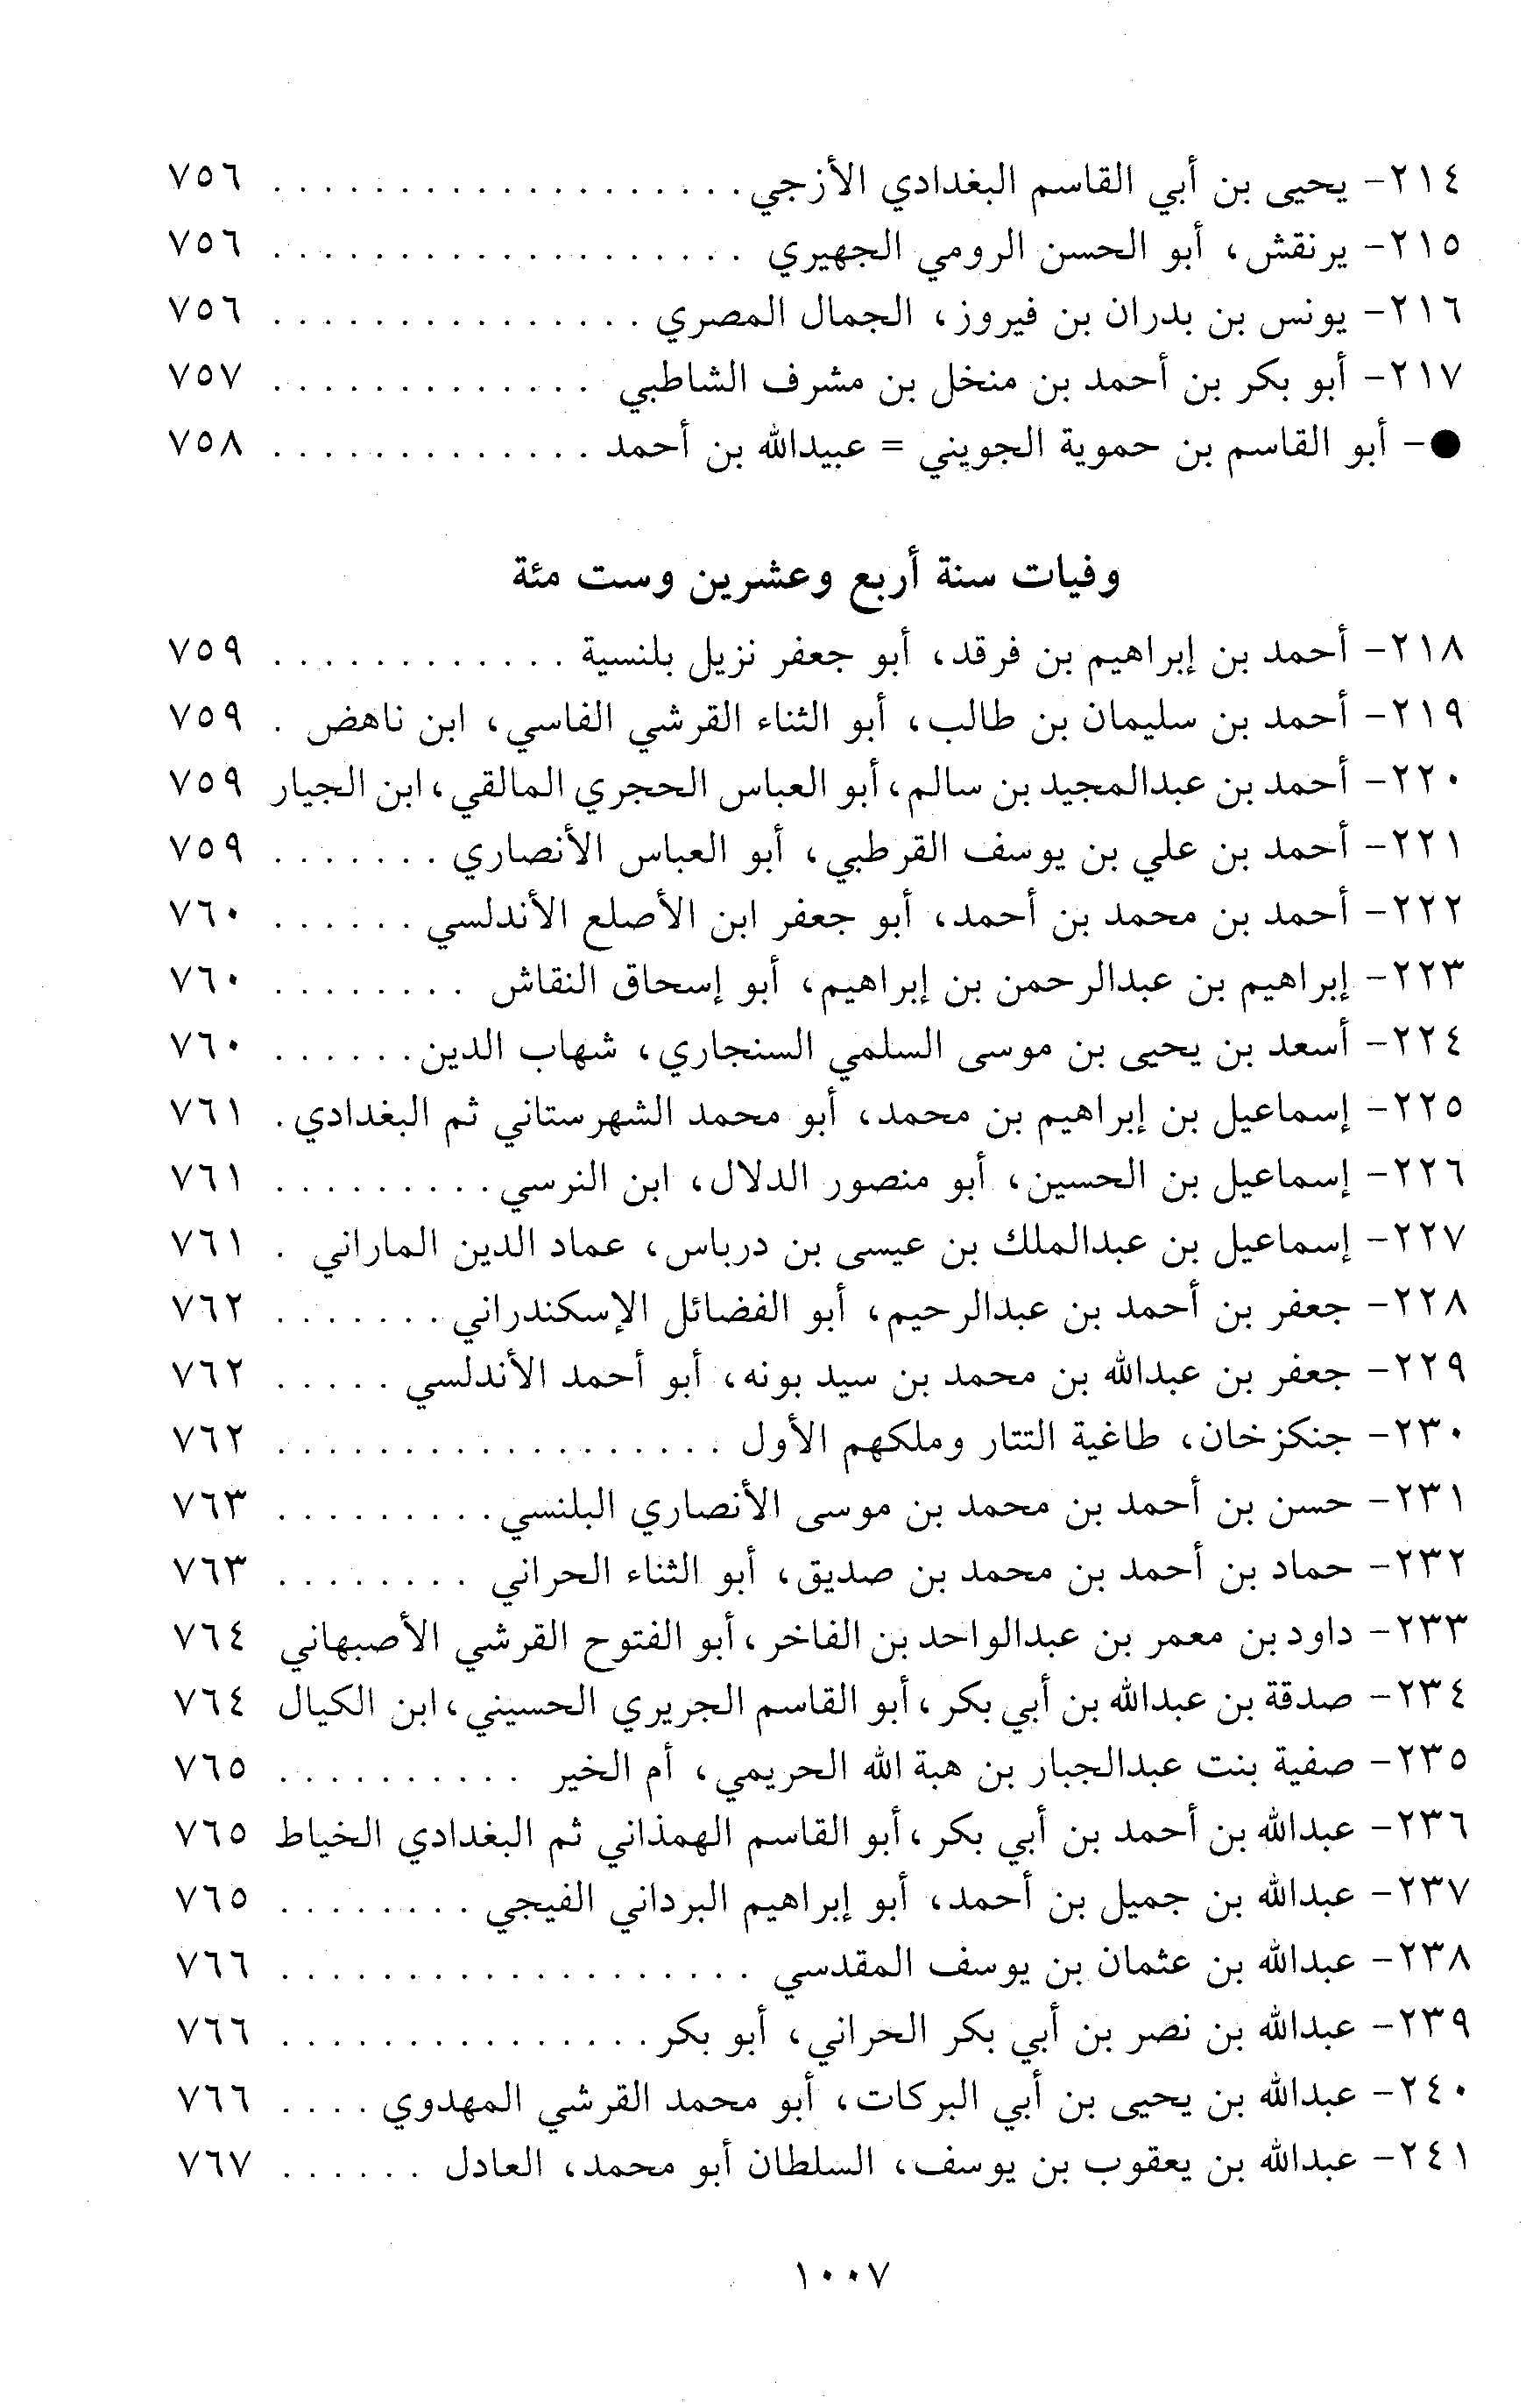 ٢١٤- يحيى بن أبي القاسم البغدادي الأزجي . . . . . . . . . . . . . . . . . . . ٧٥٦
٢١٥- يرنقش، أبو الحسن الرومي الجهيري . . . . . . . . . . . . . . . . . . . ٧٥٦
٢١٦- يونس بن بدران بن فيروز، الجمال المصري . . . . . . . . . . . . . . . ٧٥٦
٢١٧- أبو بكر بن أحمد بن منخل بن مشرف الشاطبي . . . . . . . . . . . . . ٧٥٧
●- أبو القاسم بن حموية الجويني = عبيدالله بن أحمد . . . . . . . . . . . . . ٧٥٨
وفيات سنة أربع وعشرين وست مئة
٢١٨- أحمد بن إبراهيم بن فرقد، أبو جعفر نزيل بلنسية . . . . . . . . . . . . ٧٥٩
٢١٩- أحمد بن سليمان بن طالب، أبو الثناء القرشي الفاسي، ابن ناهض . ٧٥٩
٢٢٠- أحمد بن عبدالمجيد بن سالم، أبو العباس الحجري المالقي، ابن الجيار ٧٥٩
٢٢١- أحمد بن علي بن يوسف القرطبي، أبو العباس الأنصاري . . . . . . . ٧٥٩
٢٢٢- أحمد بن محمد بن أحمد، أبو جعفر ابن الأصلع الأندلسي . . . . . . ٧٦٠
٢٢٣- إبراهيم بن عبدالرحمن بن إبراهيم، أبو إسحاق النقاش . . . . . . . . ٧٦٠
٢٢٤- أسعد بن يحيى بن موسى السلمي السنجاري، شهاب الدين . . . . . . ٧٦٠
٢٢٥- إسماعيل بن إبراهيم بن محمد، أبو محمد الشهرستاني ثم البغدادي . ٧٦١
٢٢٦- إسماعيل بن الحسين، أبو منصور الدلال، ابن النرسي . . . . . . . . . ٧٦١
٢٢٧- إسماعيل بن عبدالملك بن عيسى بن درباس، عماد الدين الماراني . ٧٦١
٢٢٨- جعفر بن أحمد بن عبدالرحيم، أبو الفضائل الإسكندراني . . . . . . . ٧٦٢
٢٢٩- جعفر بن عبدالله بن محمد بن سيد بونه، أبو أحمد الأندلسي . . . . . ٧٦٢
٢٣٠- جنكزخان، طاغية التتار وملكهم الأول . . . . . . . . . . . . . . . . . . ٧٦٢
٢٣١- حسن بن أحمد بن محمد بن موسى الأنصاري البلنسي . . . . . . . . . ٧٦٣
٢٣٢- حماد بن أحمد بن محمد بن صديق، أبو الثناء الحراني . . . . . . . . ٧٦٣
٢٣٣- داود بن معمر بن عبدالواحد بن الفاخر، أبو الفتوح القرشي الأصبهاني ٧٦٤
٢٣٤- صدقة بن عبدالله بن أبي بكر، أبو القاسم الجريري الحسيني، ابن الكيال ٧٦٤
٢٣٥- صفية بنت عبدالجبار بن هبة الله الحريمي، أم الخير . . . . . . . . . . ٧٦٥
٢٣٦- عبدالله بن أحمد بن أبي بكر، أبو القاسم الهمذاني ثم البغدادي الخياط ٧٦٥
٢٣٧- عبدالله بن جميل بن أحمد، أبو إبراهيم البرداني الفيجي . . . . . . . . ٧٦٥
٢٣٨- عبدالله بن عثمان بن يوسف المقدسي . . . . . . . . . . . . . . . . . . . ٧٦٦
٢٣٩- عبدالله بن نصر بن أبي بكر الحراني، أبو بكر . . . . . . . . . . . . . . . ٧٦٦
٢٤٠- عبدالله بن يحيى بن أبي البركات، أبو محمد القرشي المهدوي . . . . ٧٦٦
٢٤١- عبدالله بن يعقوب بن يوسف، السلطان أبو محمد، العادل . . . . . . ٧٦٧
١٠٠٧